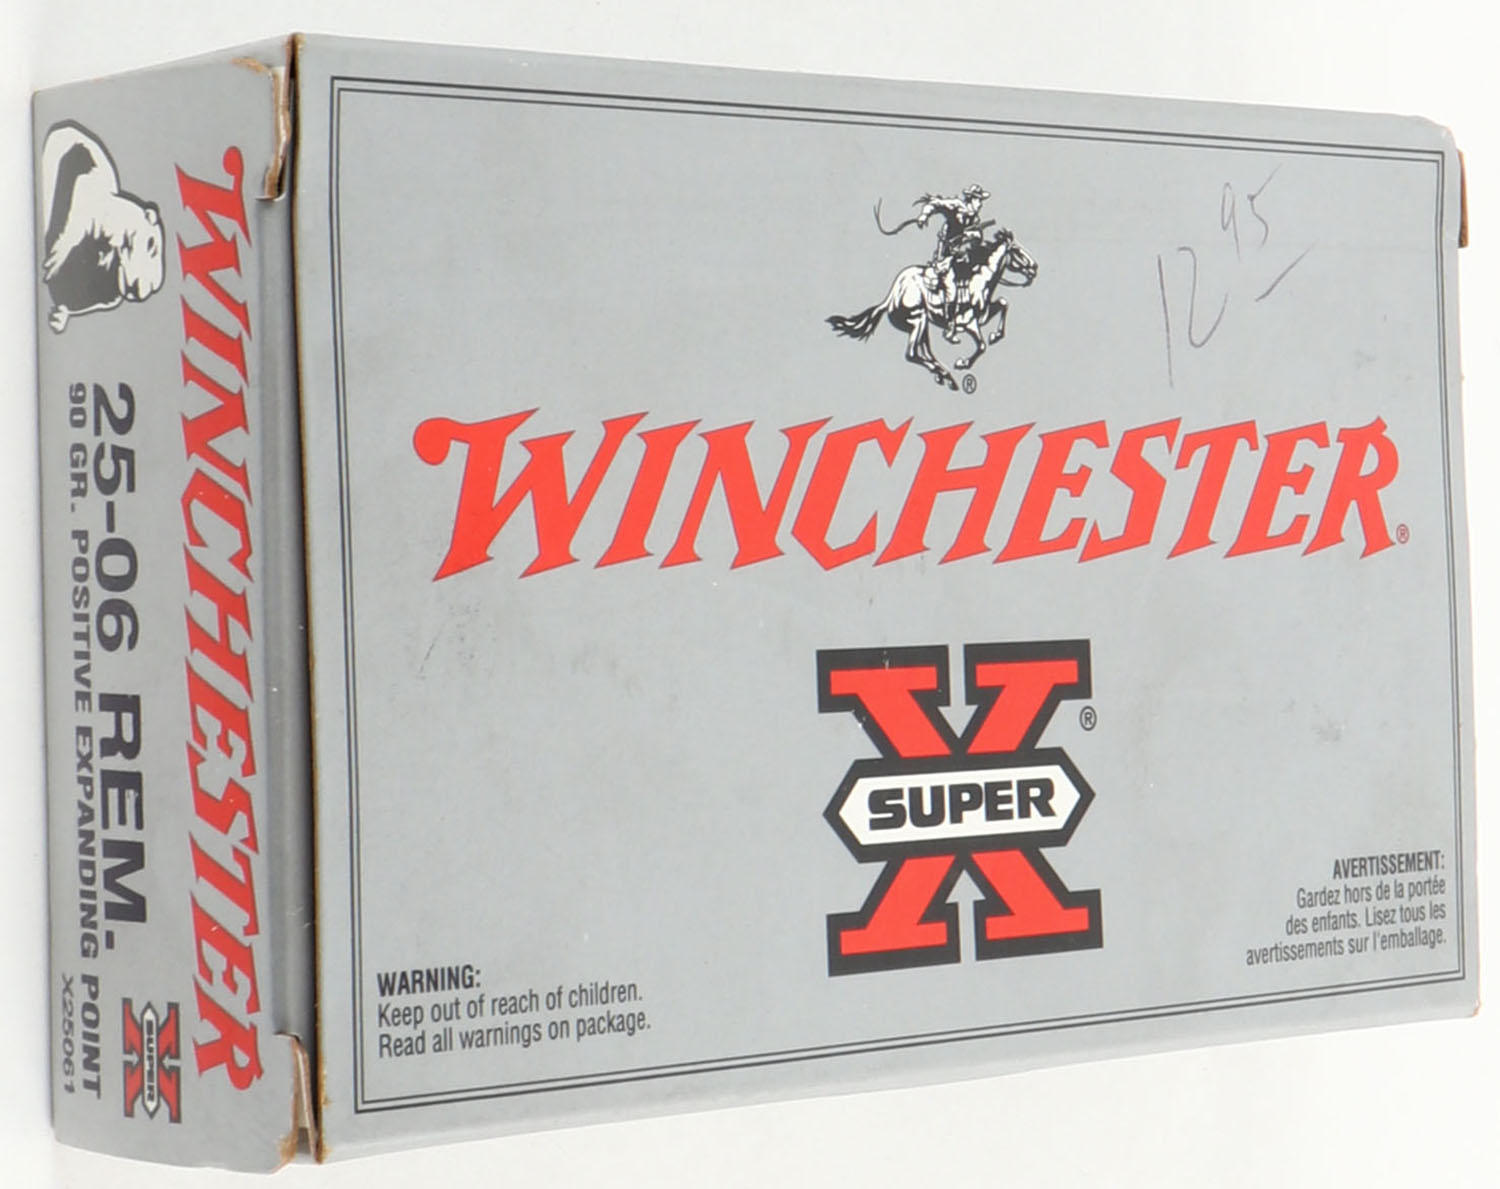 12 95
®
WINCHESTER®
X®
SUPER
WARNING:
Keep out of reach of children.
Read all warnings on package.
AVERTISSEMENT:
Gardez hors de la portée
des enfants. Lisez tous les
avertissements sur l'emballage.
WINCHESTER
25-06 REM.
90 GR. POSITIVE EXPANDING POINT
X25061
X
SUPER